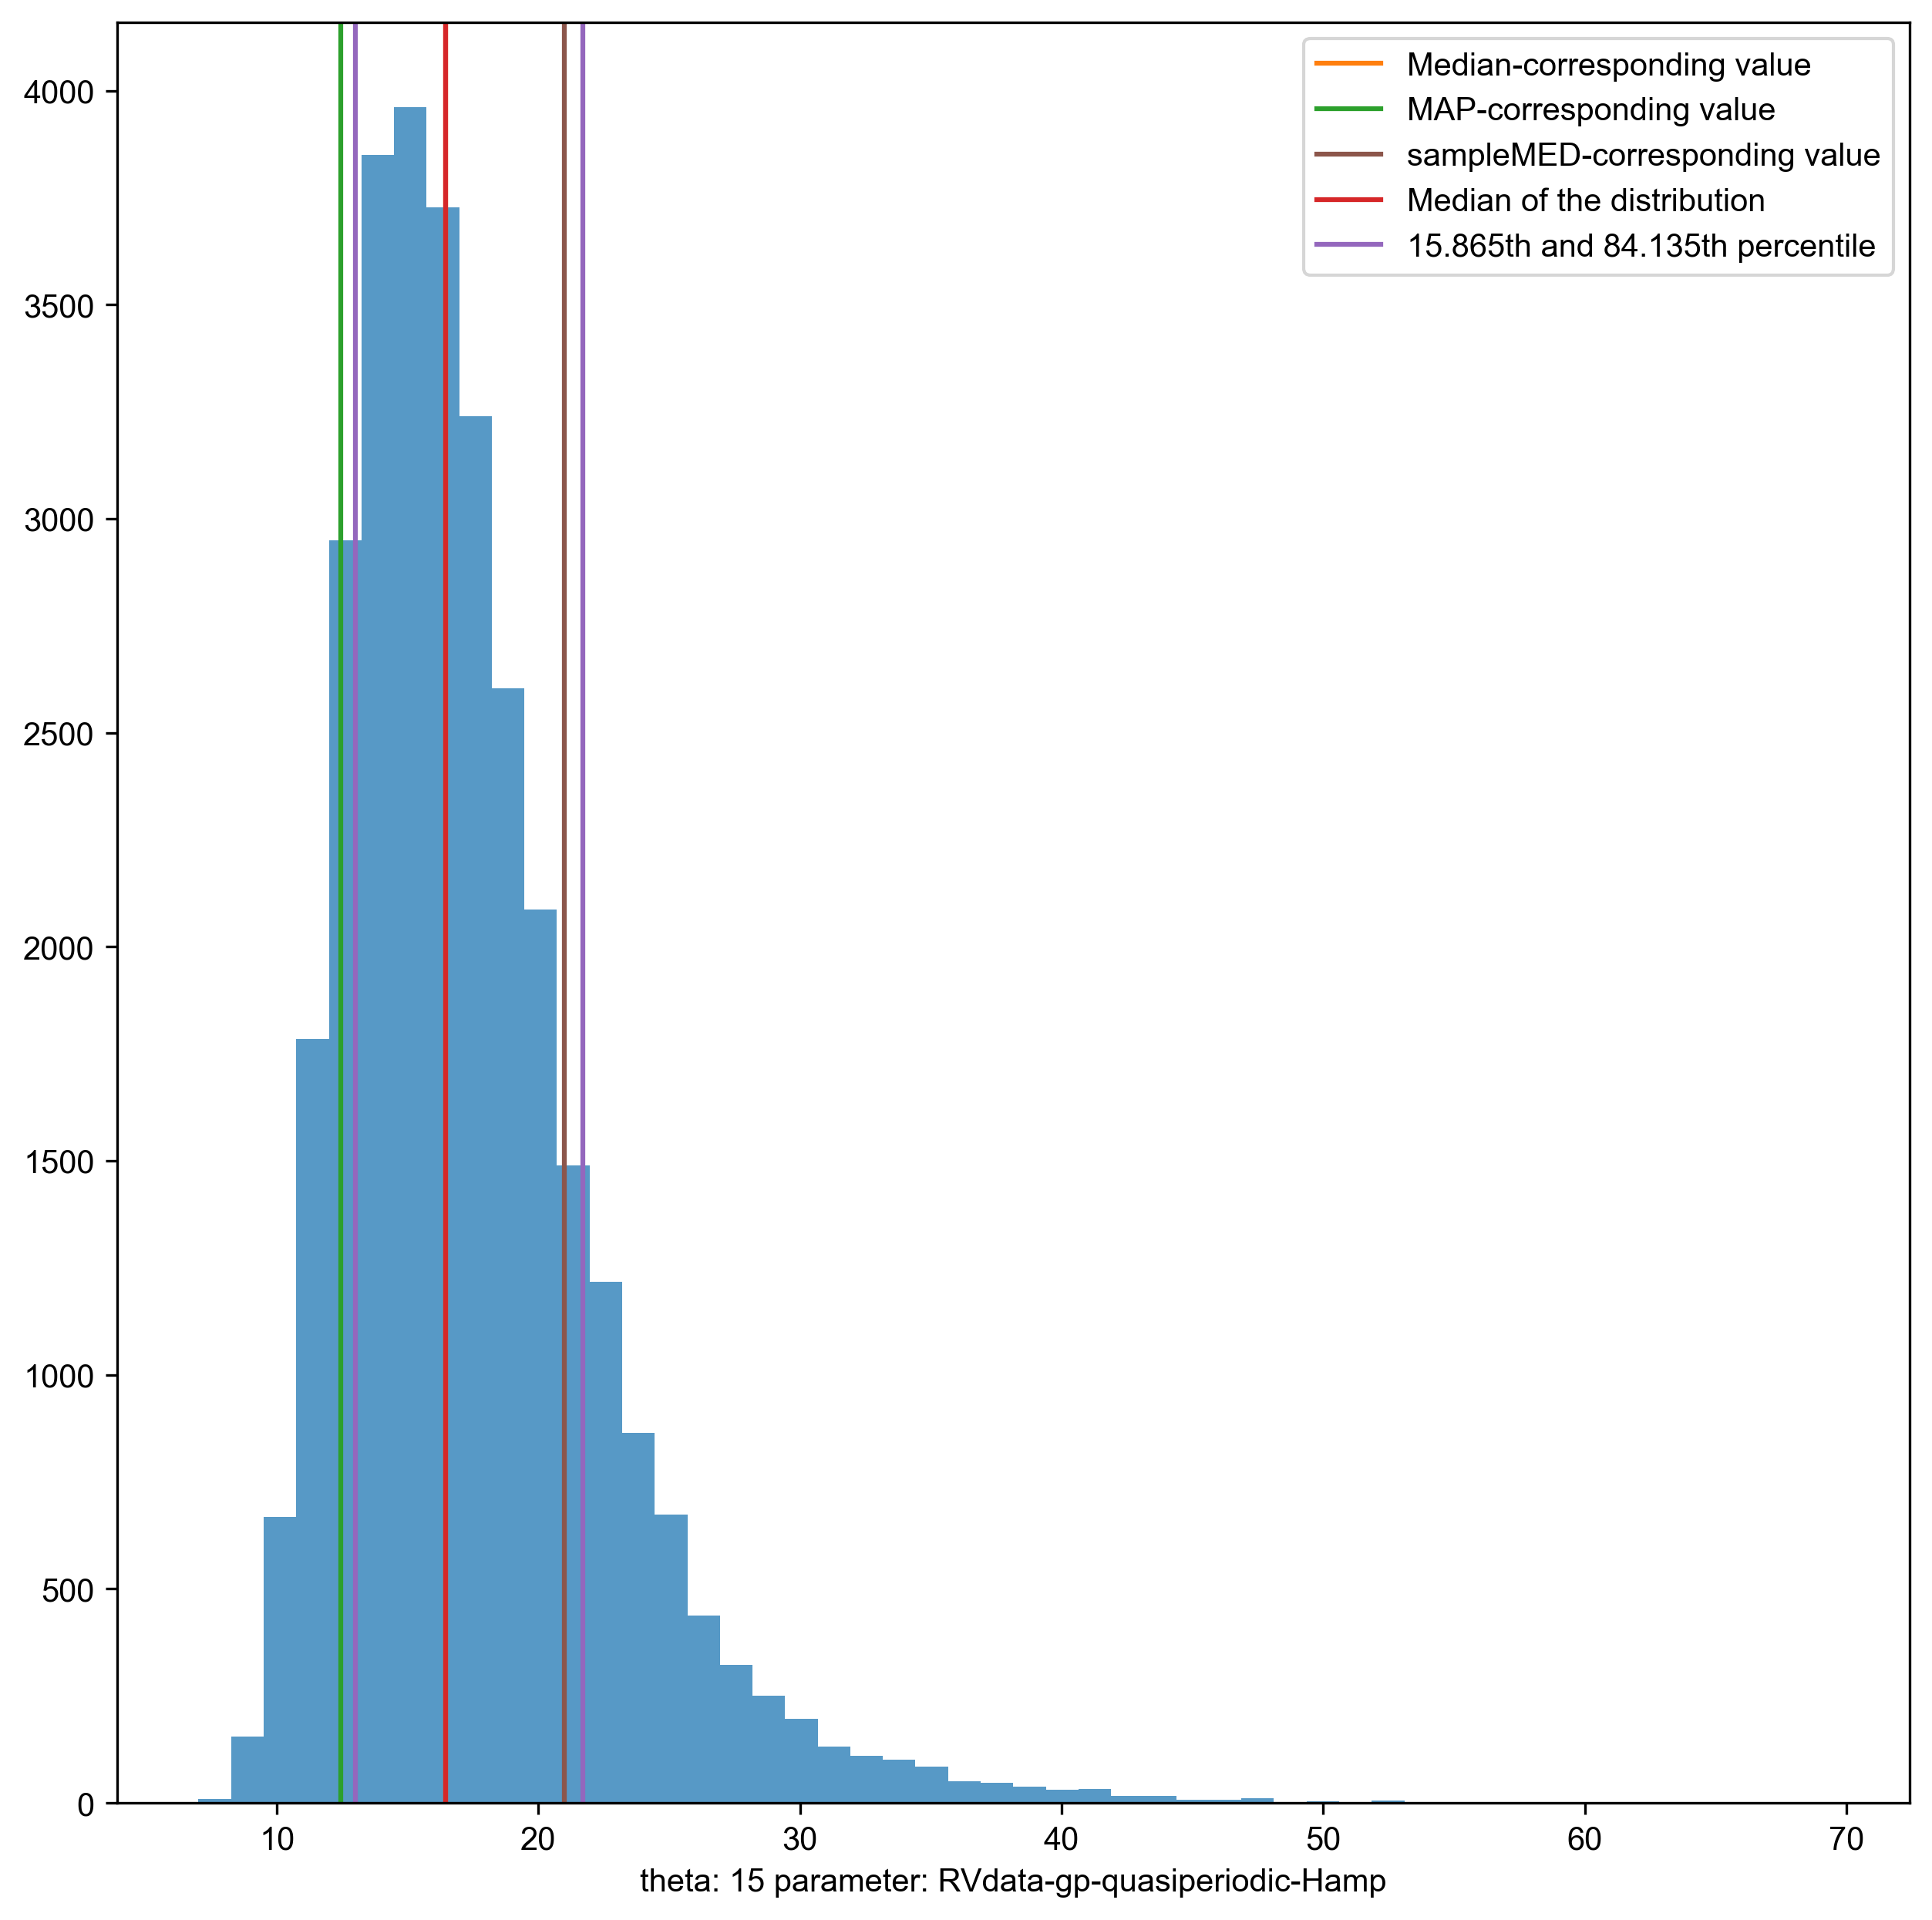 Median-corresponding value
MAP-corresponding value
sampleMED-corresponding value
Median of the distribution
15.865th and 84.135th percentile
4000
3500
3000
2500
2000
1500
1000
500
0
10 20 30 40 50 60 70
theta: 15 parameter: RVdata-gp-quasiperiodic-Hamp